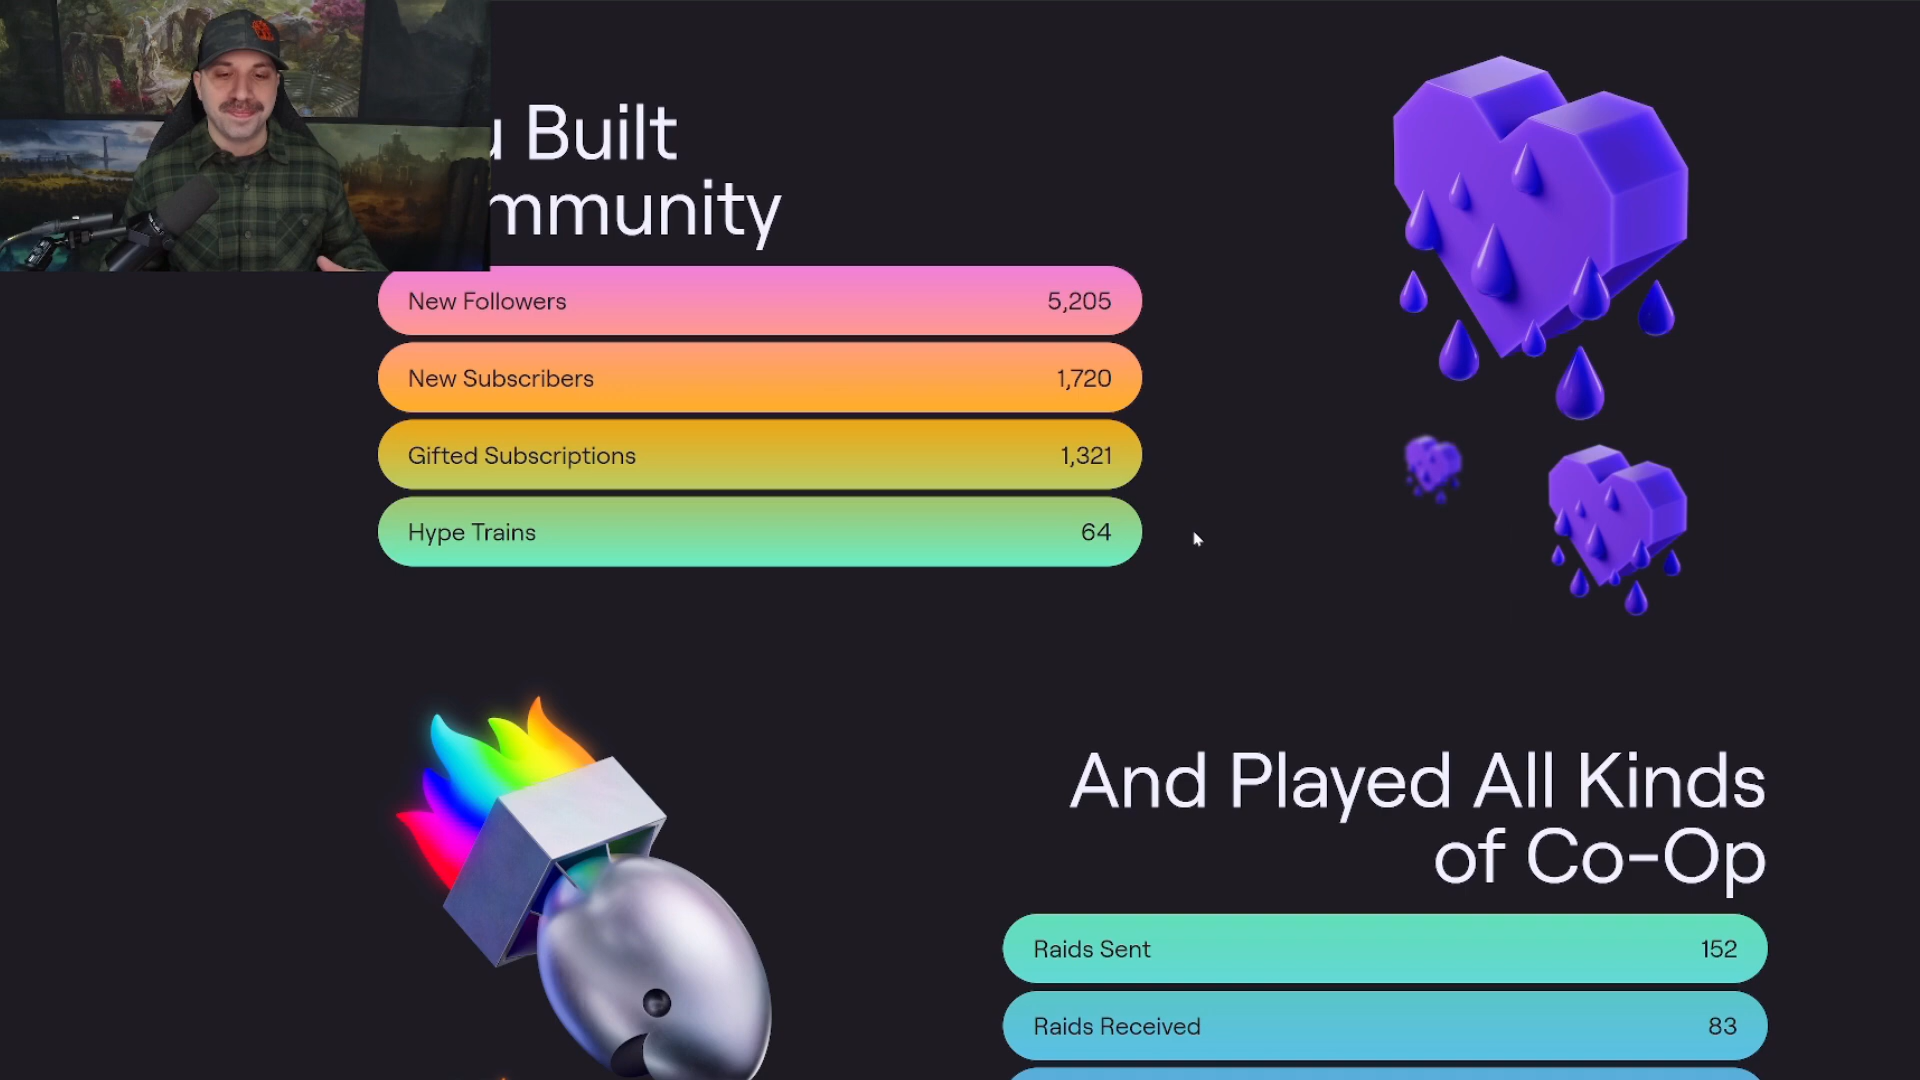 u Built
mmunity
New Followers 5,205
New Subscribers 1,720
Gifted Subscriptions 1,321
Hype Trains 64
And Played All Kinds
of Co-Op
Raids Sent 152
Raids Received 83